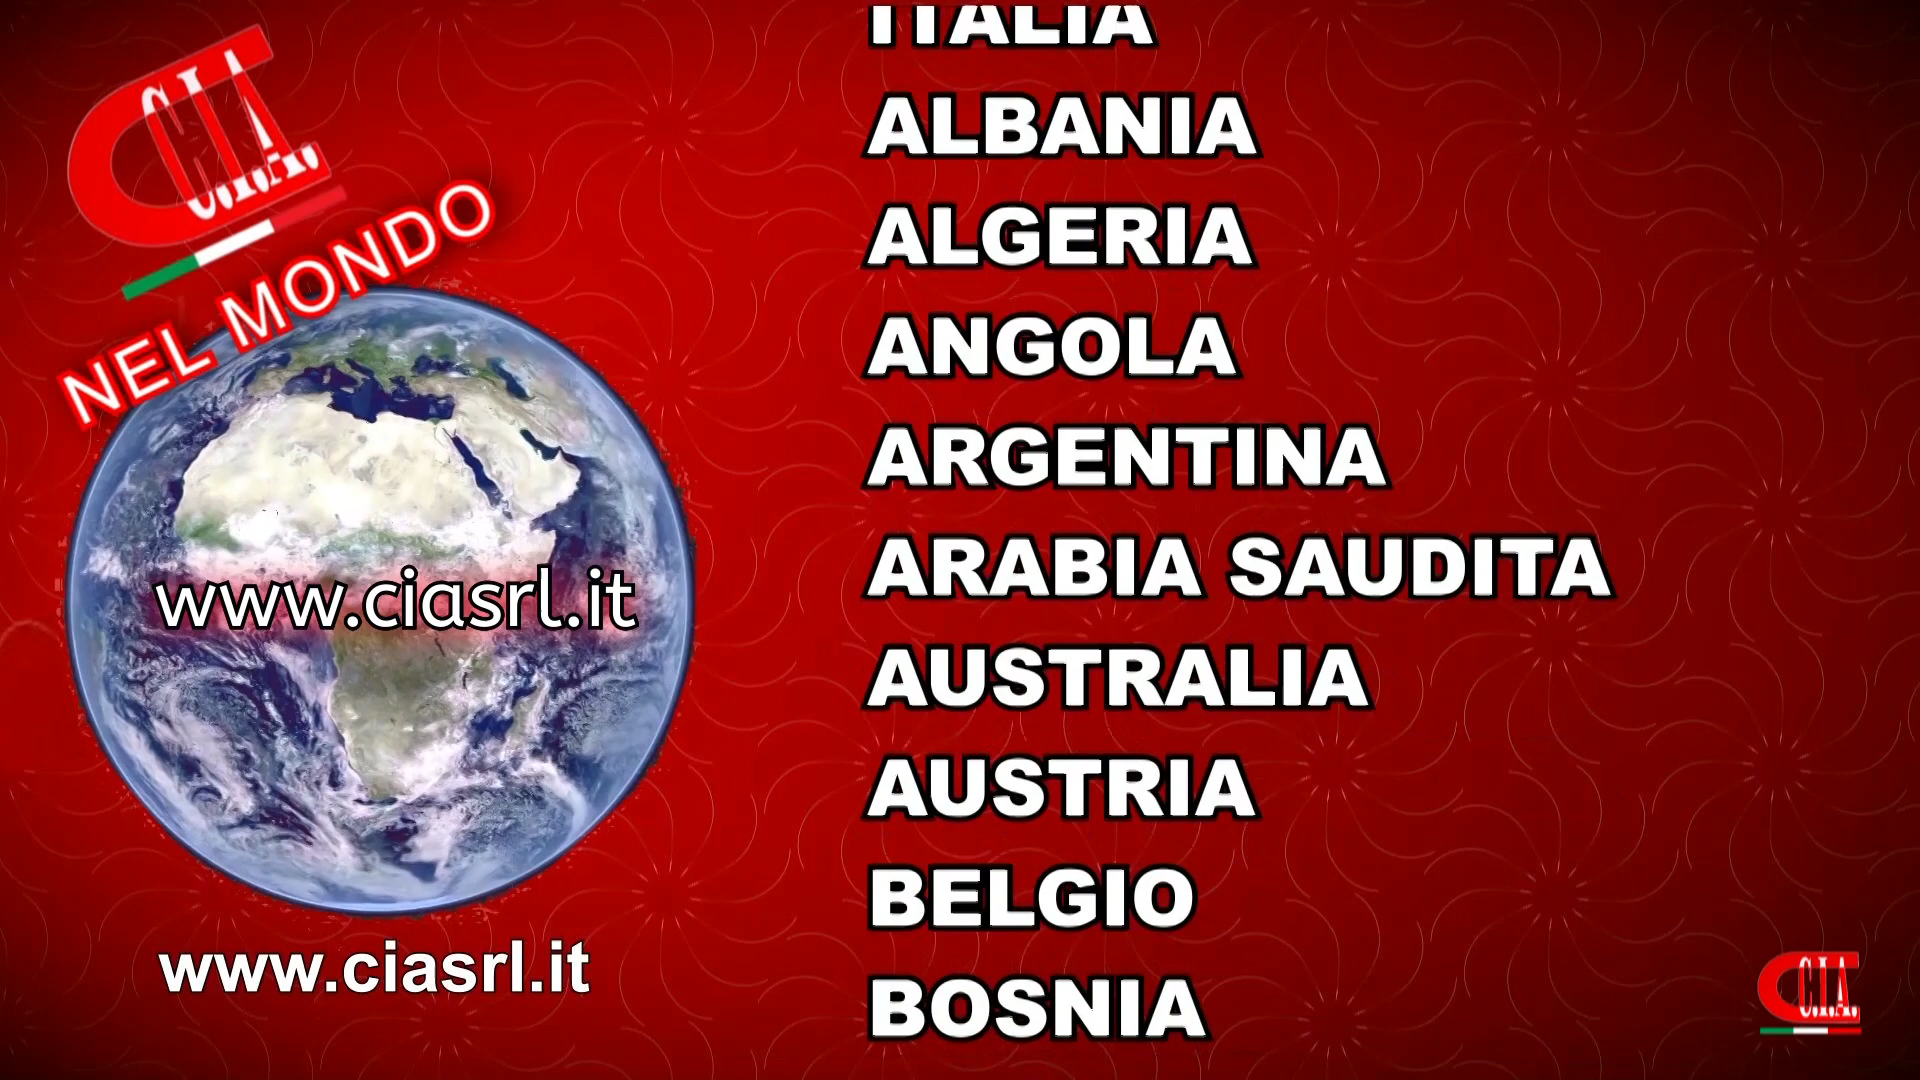 C.I.A.
NEL MONDO
www.ciasrl.it
www.ciasrl.it
ITALIA
ALBANIA
ALGERIA
ANGOLA
ARGENTINA
ARABIA SAUDITA
AUSTRALIA
AUSTRIA
BELGIO
BOSNIA
C.I.A.